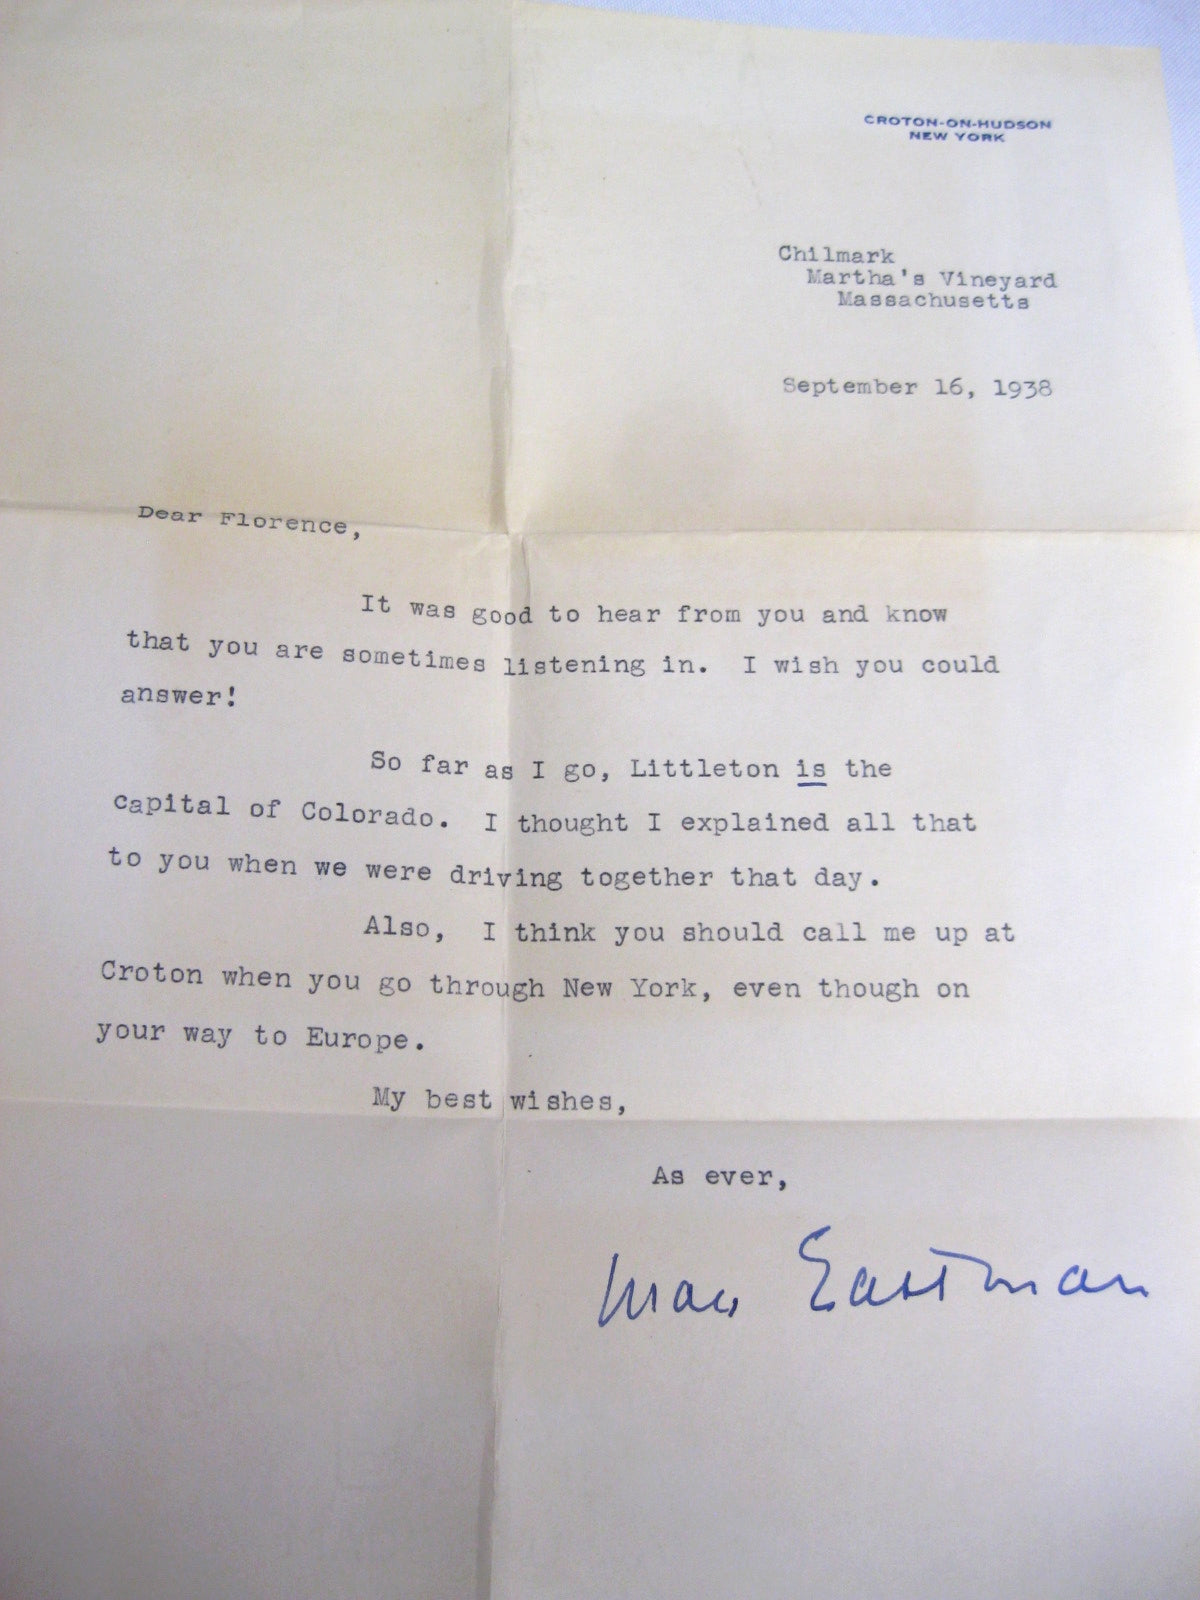 CROTON-ON-HUDSON
NEW YORK
Chilmark
Martha's Vineyard
Massachusetts
September 16, 1938
Dear Florence,
It was good to hear from you and know
that you are sometimes listening in. I wish you could
answer!
So far as I go, Littleton is the
capital of Colorado. I thought I explained all that
to you when we were driving together that day.
Also, I think you should call me up at
Croton when you go through New York, even though on
your way to Europe.
My best wishes,
As ever,
Max Eastman